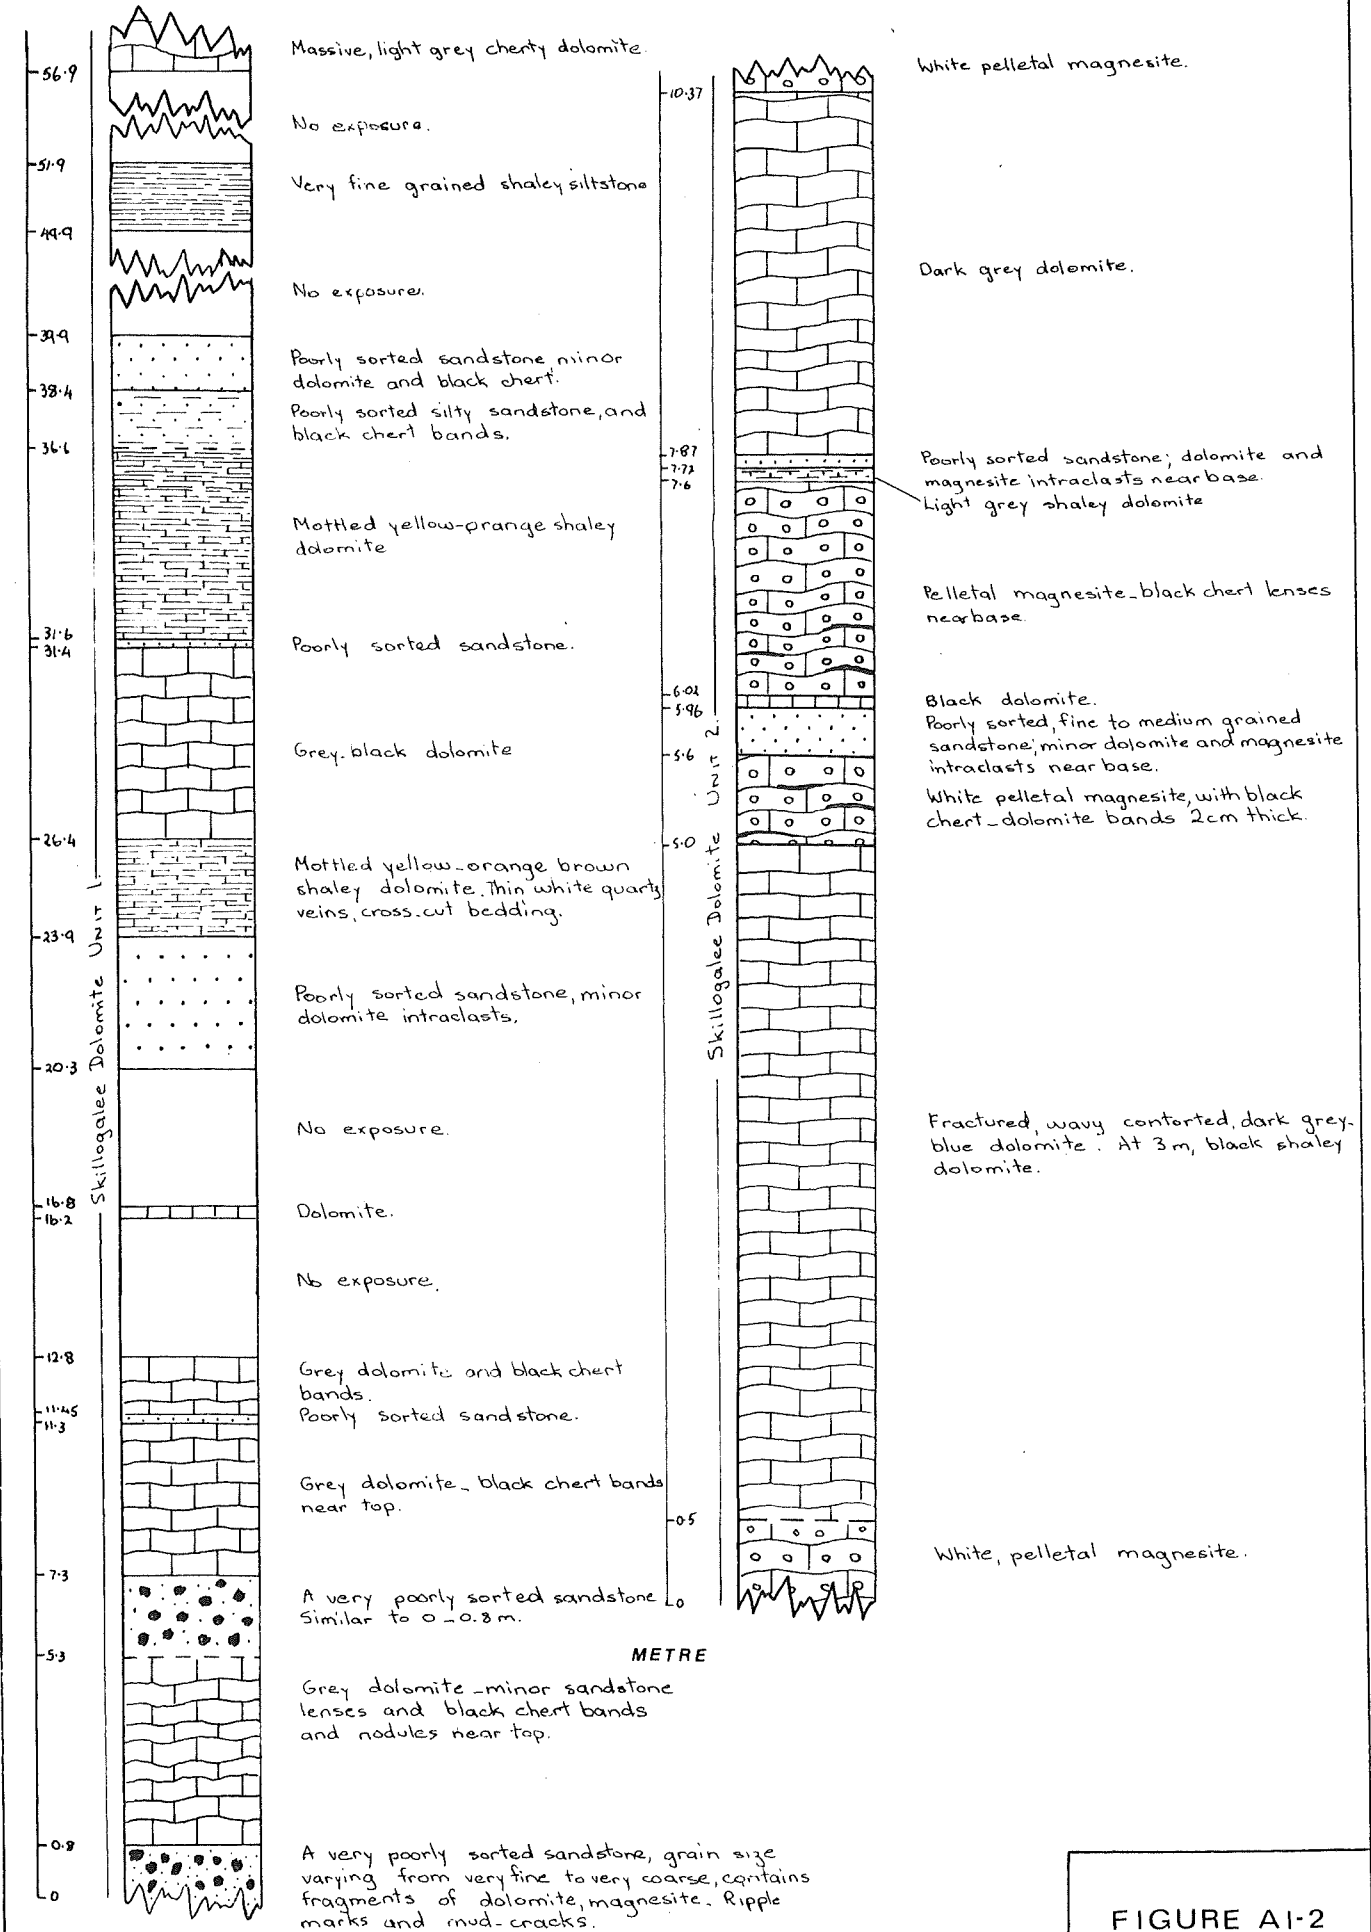 56.9
Massive, light grey cherty dolomite.
No exposure.
51.9
Very fine grained shaley siltstone
49.9
No exposure.
39.9
Poorly sorted sandstone, minor
dolomite and black chert.
38.4
Poorly sorted silty sandstone, and
black chert bands.
36.6
Mottled yellow-orange shaley
dolomite
31.6
31.4
Poorly sorted sandstone.
Grey-black dolomite
26.4
Mottled yellow-orange brown
shaley dolomite. Thin white quartz
veins, cross-cut bedding.
23.9
Poorly sorted sandstone, minor
dolomite intraclasts.
20.3
No exposure.
16.8
16.2
Dolomite.
No exposure.
12.8
Grey dolomite and black chert
bands.
11.45
11.3
Poorly sorted sandstone.
Grey dolomite - black chert bands
near top.
7.3
A very poorly sorted sandstone
Similar to 0-0.8m.
5.3
Grey dolomite - minor sandstone
lenses and black chert bands
and nodules near top.
0.8
A very poorly sorted sandstone, grain size
varying from very fine to very coarse, contains
fragments of dolomite, magnesite. Ripple
marks and mud-cracks.
0
Skillogalee Dolomite UNIT 1.
White pelletal magnesite.
10.37
Dark grey dolomite.
7.87
7.72
7.6
Poorly sorted sandstone; dolomite and
magnesite intraclasts near base.
Light grey shaley dolomite
Pelletal magnesite - black chert lenses
near base.
6.02
5.96
Black dolomite.
Poorly sorted, fine to medium grained
sandstone; minor dolomite and magnesite
intraclasts near base.
5.6
White pelletal magnesite, with black
chert-dolomite bands 2cm thick.
5.0
Fractured, wavy contorted, dark grey-
blue dolomite. At 3m, black shaley
dolomite.
0.5
White, pelletal magnesite.
0
Skillogalee Dolomite UNIT 2.
METRE
FIGURE A1-2